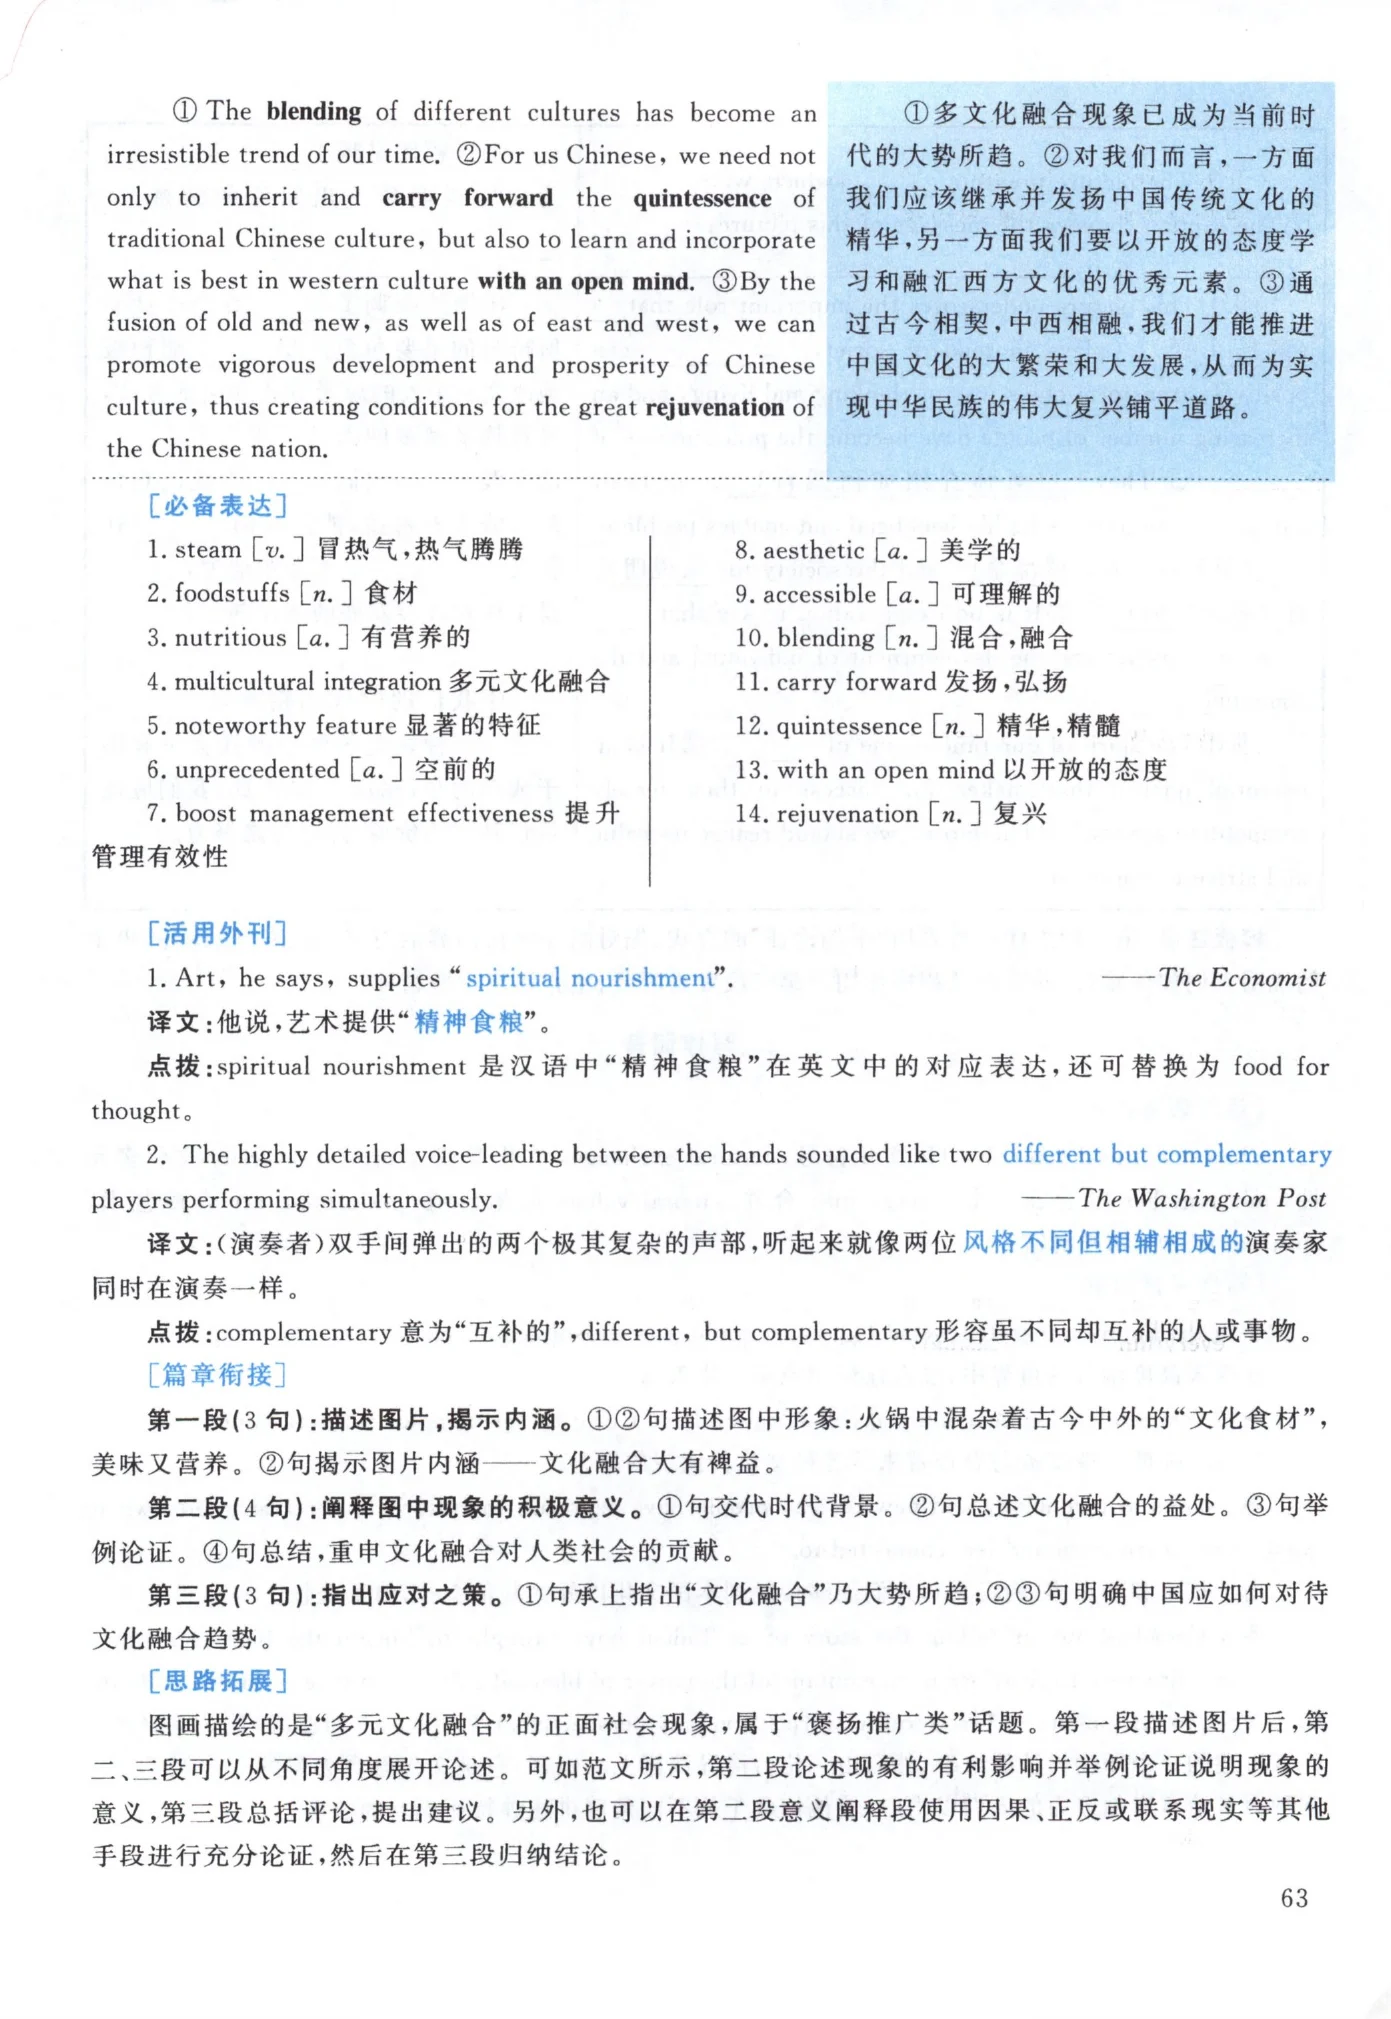 ① The blending of different cultures has become an
irresistible trend of our time. ②For us Chinese, we need not
only to inherit and carry forward the quintessence of
traditional Chinese culture, but also to learn and incorporate
what is best in western culture with an open mind. ③By the
fusion of old and new, as well as of east and west, we can
promote vigorous development and prosperity of Chinese
culture, thus creating conditions for the great rejuvenation of
the Chinese nation.
①多文化融合现象已成为当前时
代的大势所趋。②对我们而言,一方面
我们应该继承并发扬中国传统文化的
精华,另一方面我们要以开放的态度学
习和融汇西方文化的优秀元素。③通
过古今相契,中西相融,我们才能推进
中国文化的大繁荣和大发展,从而为实
现中华民族的伟大复兴铺平道路。
[必备表达]
1. steam [v.] 冒热气,热气腾腾
2. foodstuffs [n.] 食材
3. nutritious [a.] 有营养的
4. multicultural integration 多元文化融合
5. noteworthy feature 显著的特征
6. unprecedented [a.] 空前的
7. boost management effectiveness 提升
管理有效性
8. aesthetic [a.] 美学的
9. accessible [a.] 可理解的
10. blending [n.] 混合,融合
11. carry forward 发扬,弘扬
12. quintessence [n.] 精华,精髓
13. with an open mind 以开放的态度
14. rejuvenation [n.] 复兴
[活用外刊]
1. Art, he says, supplies “spiritual nourishment”. ——The Economist
译文:他说,艺术提供“精神食粮”。
点拨:spiritual nourishment 是汉语中“精神食粮”在英文中的对应表达,还可替换为 food for
thought。
2. The highly detailed voice-leading between the hands sounded like two different but complementary
players performing simultaneously. ——The Washington Post
译文:(演奏者)双手间弹出的两个极其复杂的声部,听起来就像两位风格不同但相辅相成的演奏家
同时在演奏一样。
点拨:complementary 意为“互补的”,different, but complementary 形容虽不同却互补的人或事物。
[篇章衔接]
第一段(3 句):描述图片,揭示内涵。①②句描述图中形象:火锅中混杂着古今中外的“文化食材”,
美味又营养。②句揭示图片内涵——文化融合大有裨益。
第二段(4 句):阐释图中现象的积极意义。①句交代时代背景。②句总述文化融合的益处。③句举
例论证。④句总结,重申文化融合对人类社会的贡献。
第三段(3 句):指出应对之策。①句承上指出“文化融合”乃大势所趋;②③句明确中国应如何对待
文化融合趋势。
[思路拓展]
图画描绘的是“多元文化融合”的正面社会现象,属于“褒扬推广类”话题。第一段描述图片后,第
二、三段可以从不同角度展开论述。可如范文所示,第二段论述现象的有利影响并举例论证说明现象的
意义,第三段总括评论,提出建议。另外,也可以在第二段意义阐释段使用因果、正反或联系现实等其他
手段进行充分论证,然后在第三段归纳结论。
63